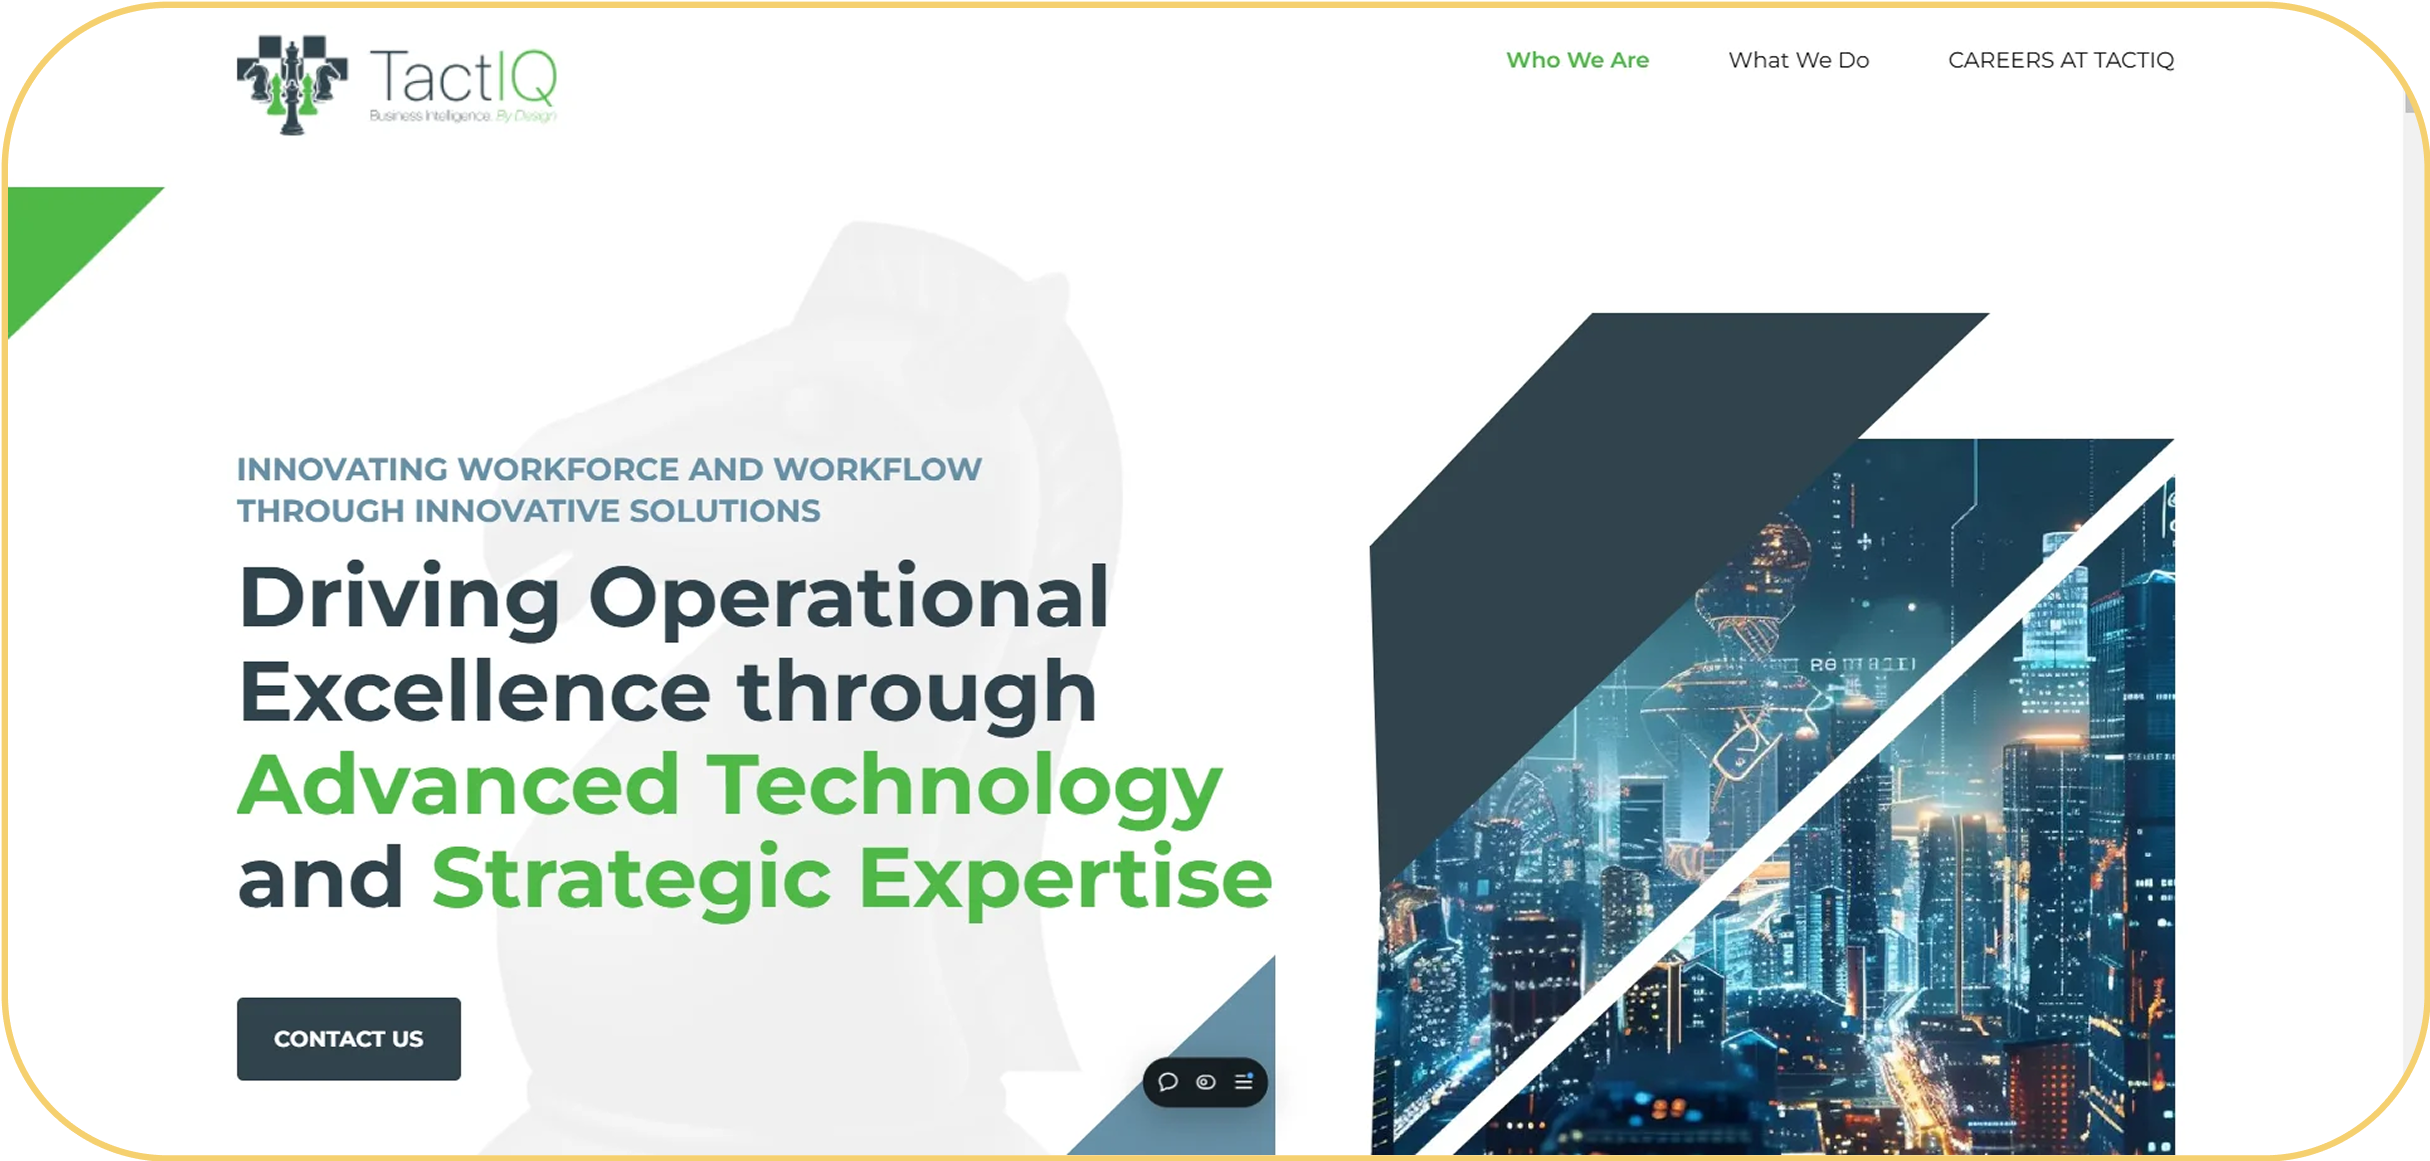 TactIQ
Business Intelligence. By Design
Who We Are
What We Do
CAREERS AT TACTIQ
INNOVATING WORKFORCE AND WORKFLOW
THROUGH INNOVATIVE SOLUTIONS
Driving Operational
Excellence through
Advanced Technology
and Strategic Expertise
CONTACT US